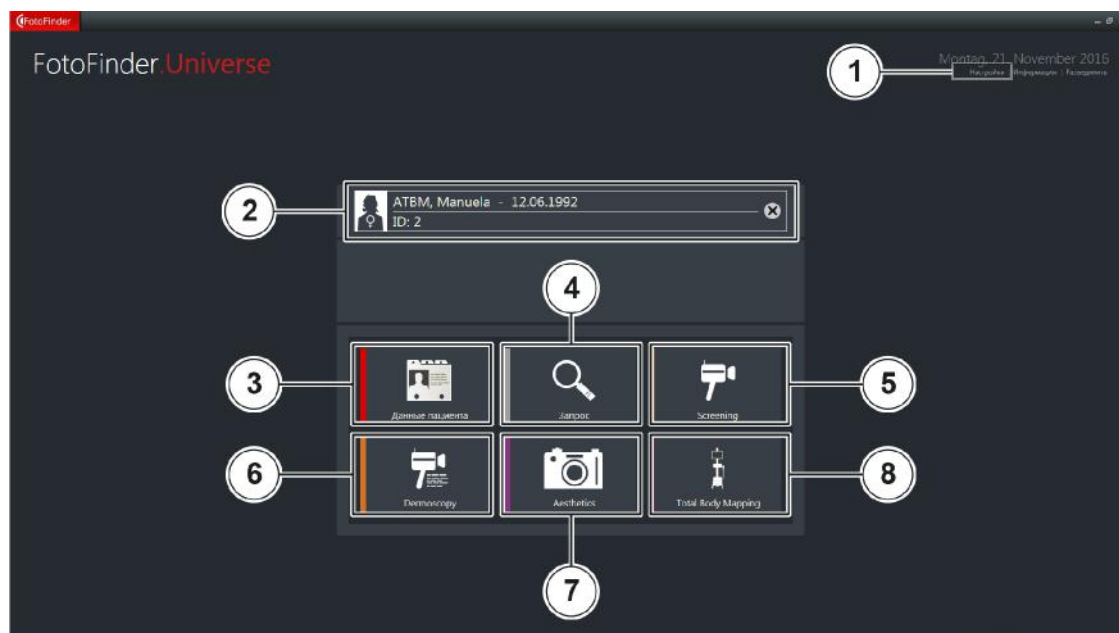 FotoFinder
FotoFinder.Universe
Montag, 21. November 2016
Настройки | Информация |
1
2
ATBM, Manuela - 12.06.1992
ID: 2
4
3
5
Данные пациента
Запрос
Screening
6
8
Dermoscopy
Aesthetics
Total Body Mapping
7